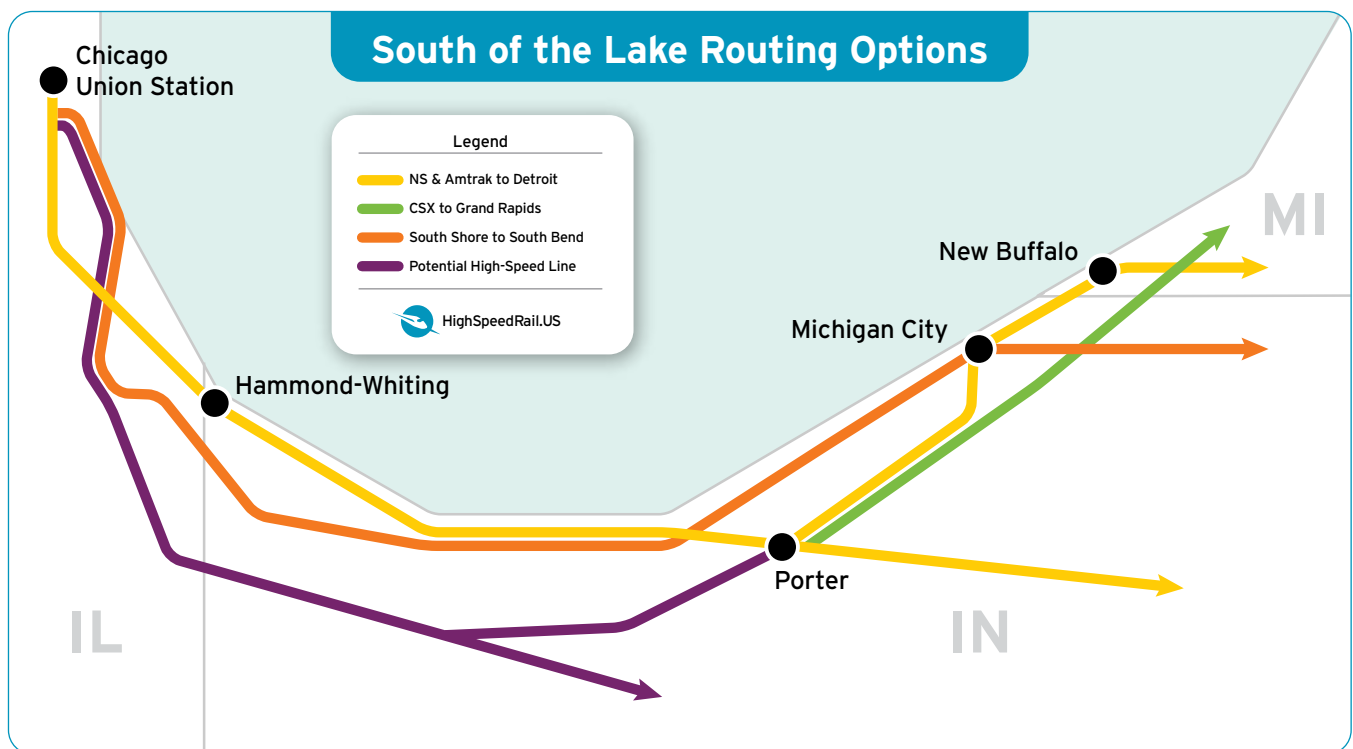 South of the Lake Routing Options
Chicago
Union Station
Legend
NS & Amtrak to Detroit
CSX to Grand Rapids
South Shore to South Bend
Potential High-Speed Line
HighSpeedRail.US
MI
New Buffalo
Michigan City
Hammond-Whiting
Porter
IL
IN